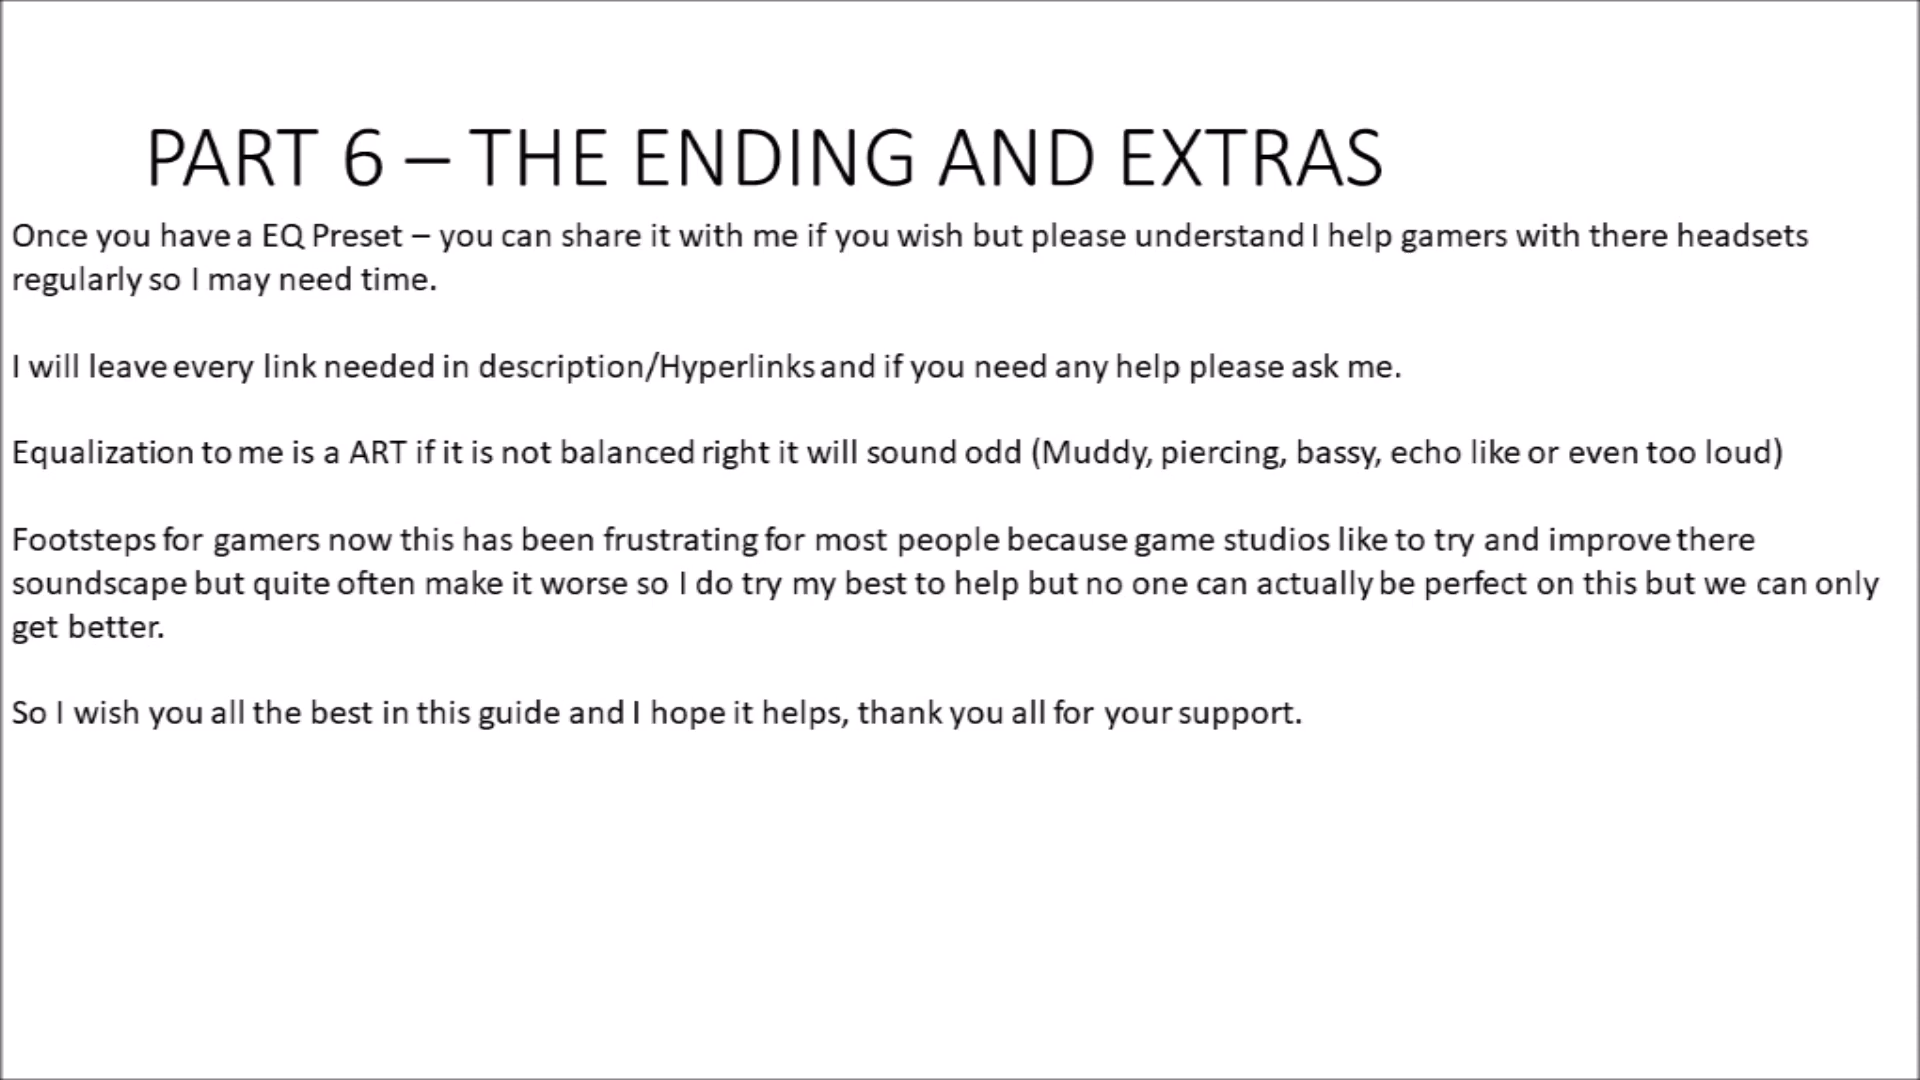 PART 6 – THE ENDING AND EXTRAS
Once you have a EQ Preset – you can share it with me if you wish but please understand I help gamers with there headsets
regularly so I may need time.
I will leave every link needed in description/Hyperlinks and if you need any help please ask me.
Equalization to me is a ART if it is not balanced right it will sound odd (Muddy, piercing, bassy, echo like or even too loud)
Footsteps for gamers now this has been frustrating for most people because game studios like to try and improve there
soundscape but quite often make it worse so I do try my best to help but no one can actually be perfect on this but we can only
get better.
So I wish you all the best in this guide and I hope it helps, thank you all for your support.